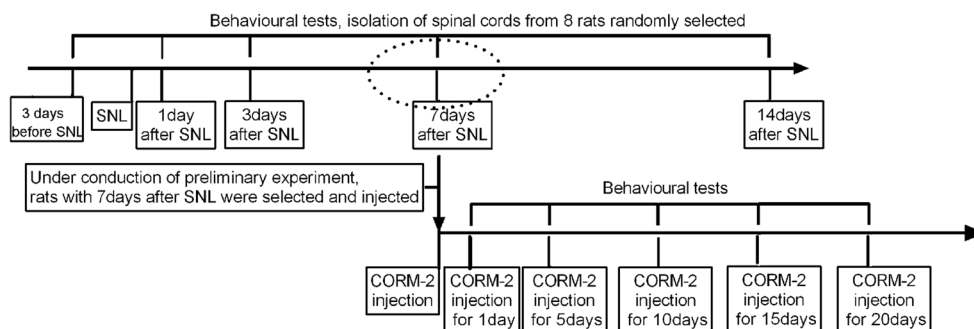 Behavioural tests, isolation of spinal cords from 8 rats randomly selected
3 days
before SNL
SNL
1day
after SNL
3days
after SNL
7days
after SNL
14days
after SNL
Under conduction of preliminary experiment,
rats with 7days after SNL were selected and injected
Behavioural tests
CORM-2
injection
CORM-2
injection
for 1day
CORM-2
injection
for 5days
CORM-2
injection
for 10days
CORM-2
injection
for 15days
CORM-2
injection
for 20days